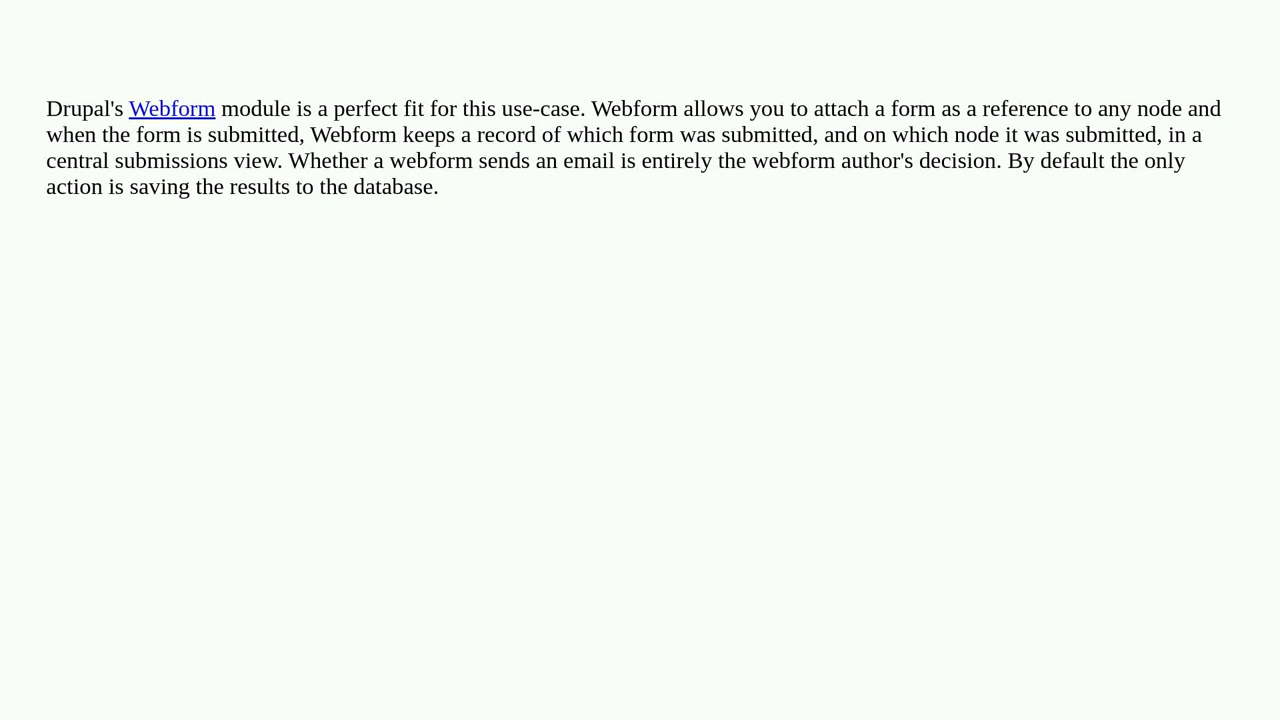 Drupal's Webform module is a perfect fit for this use-case. Webform allows you to attach a form as a reference to any node and
when the form is submitted, Webform keeps a record of which form was submitted, and on which node it was submitted, in a
central submissions view. Whether a webform sends an email is entirely the webform author's decision. By default the only
action is saving the results to the database.